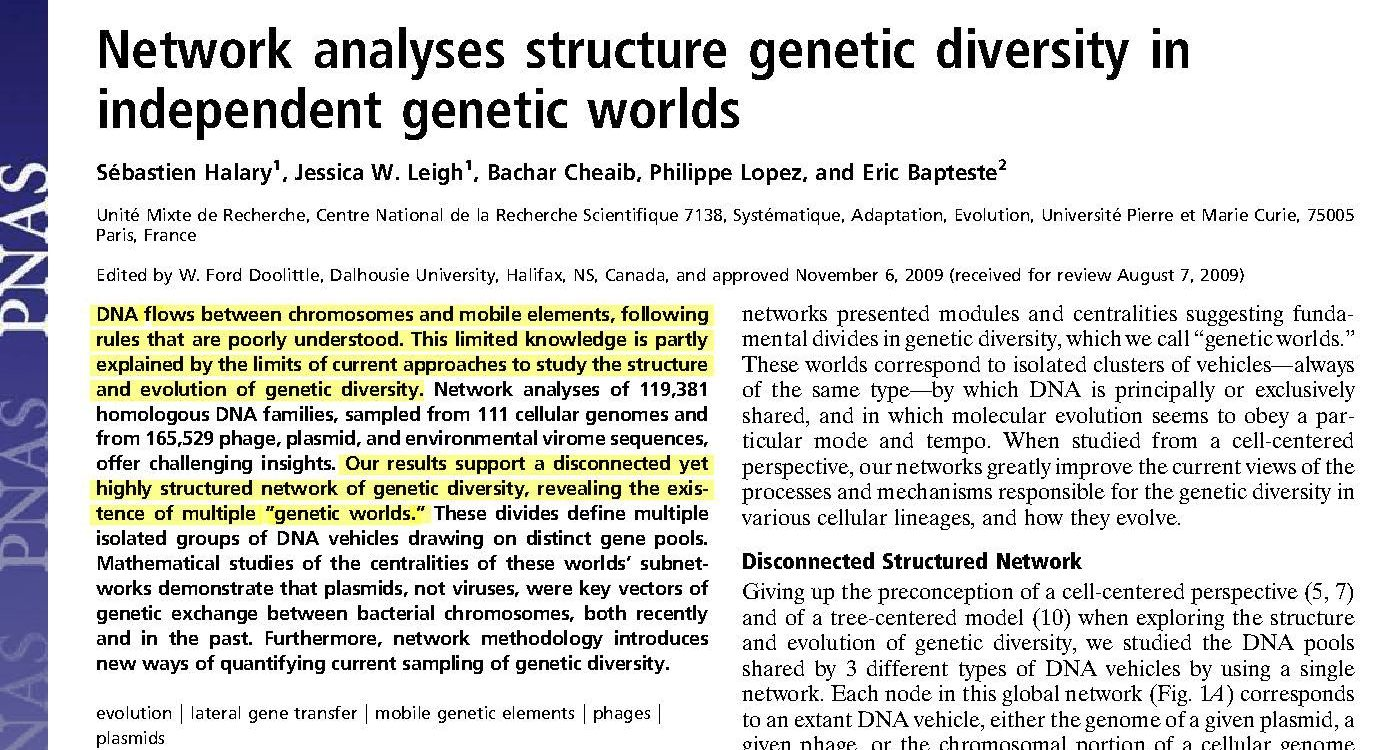 Network analyses structure genetic diversity in
independent genetic worlds
Sébastien Halary1, Jessica W. Leigh1, Bachar Cheaib, Philippe Lopez, and Eric Bapteste2
Unité Mixte de Recherche, Centre National de la Recherche Scientifique 7138, Systématique, Adaptation, Evolution, Université Pierre et Marie Curie, 75005
Paris, France
Edited by W. Ford Doolittle, Dalhousie University, Halifax, NS, Canada, and approved November 6, 2009 (received for review August 7, 2009)
DNA flows between chromosomes and mobile elements, following
rules that are poorly understood. This limited knowledge is partly
explained by the limits of current approaches to study the structure
and evolution of genetic diversity. Network analyses of 119,381
homologous DNA families, sampled from 111 cellular genomes and
from 165,529 phage, plasmid, and environmental virome sequences,
offer challenging insights. Our results support a disconnected yet
highly structured network of genetic diversity, revealing the exis-
tence of multiple “genetic worlds.” These divides define multiple
isolated groups of DNA vehicles drawing on distinct gene pools.
Mathematical studies of the centralities of these worlds’ subnet-
works demonstrate that plasmids, not viruses, were key vectors of
genetic exchange between bacterial chromosomes, both recently
and in the past. Furthermore, network methodology introduces
new ways of quantifying current sampling of genetic diversity.
evolution | lateral gene transfer | mobile genetic elements | phages |
plasmids
networks presented modules and centralities suggesting funda-
mental divides in genetic diversity, which we call “genetic worlds.”
These worlds correspond to isolated clusters of vehicles—always
of the same type—by which DNA is principally or exclusively
shared, and in which molecular evolution seems to obey a par-
ticular mode and tempo. When studied from a cell-centered
perspective, our networks greatly improve the current views of the
processes and mechanisms responsible for the genetic diversity in
various cellular lineages, and how they evolve.
Disconnected Structured Network
Giving up the preconception of a cell-centered perspective (5, 7)
and of a tree-centered model (10) when exploring the structure
and evolution of genetic diversity, we studied the DNA pools
shared by 3 different types of DNA vehicles by using a single
network. Each node in this global network (Fig. 1A) corresponds
to an extant DNA vehicle, either the genome of a given plasmid, a
given phage, or the chromosomal portion of a cellular genome
PNAS
PNAS
NAS